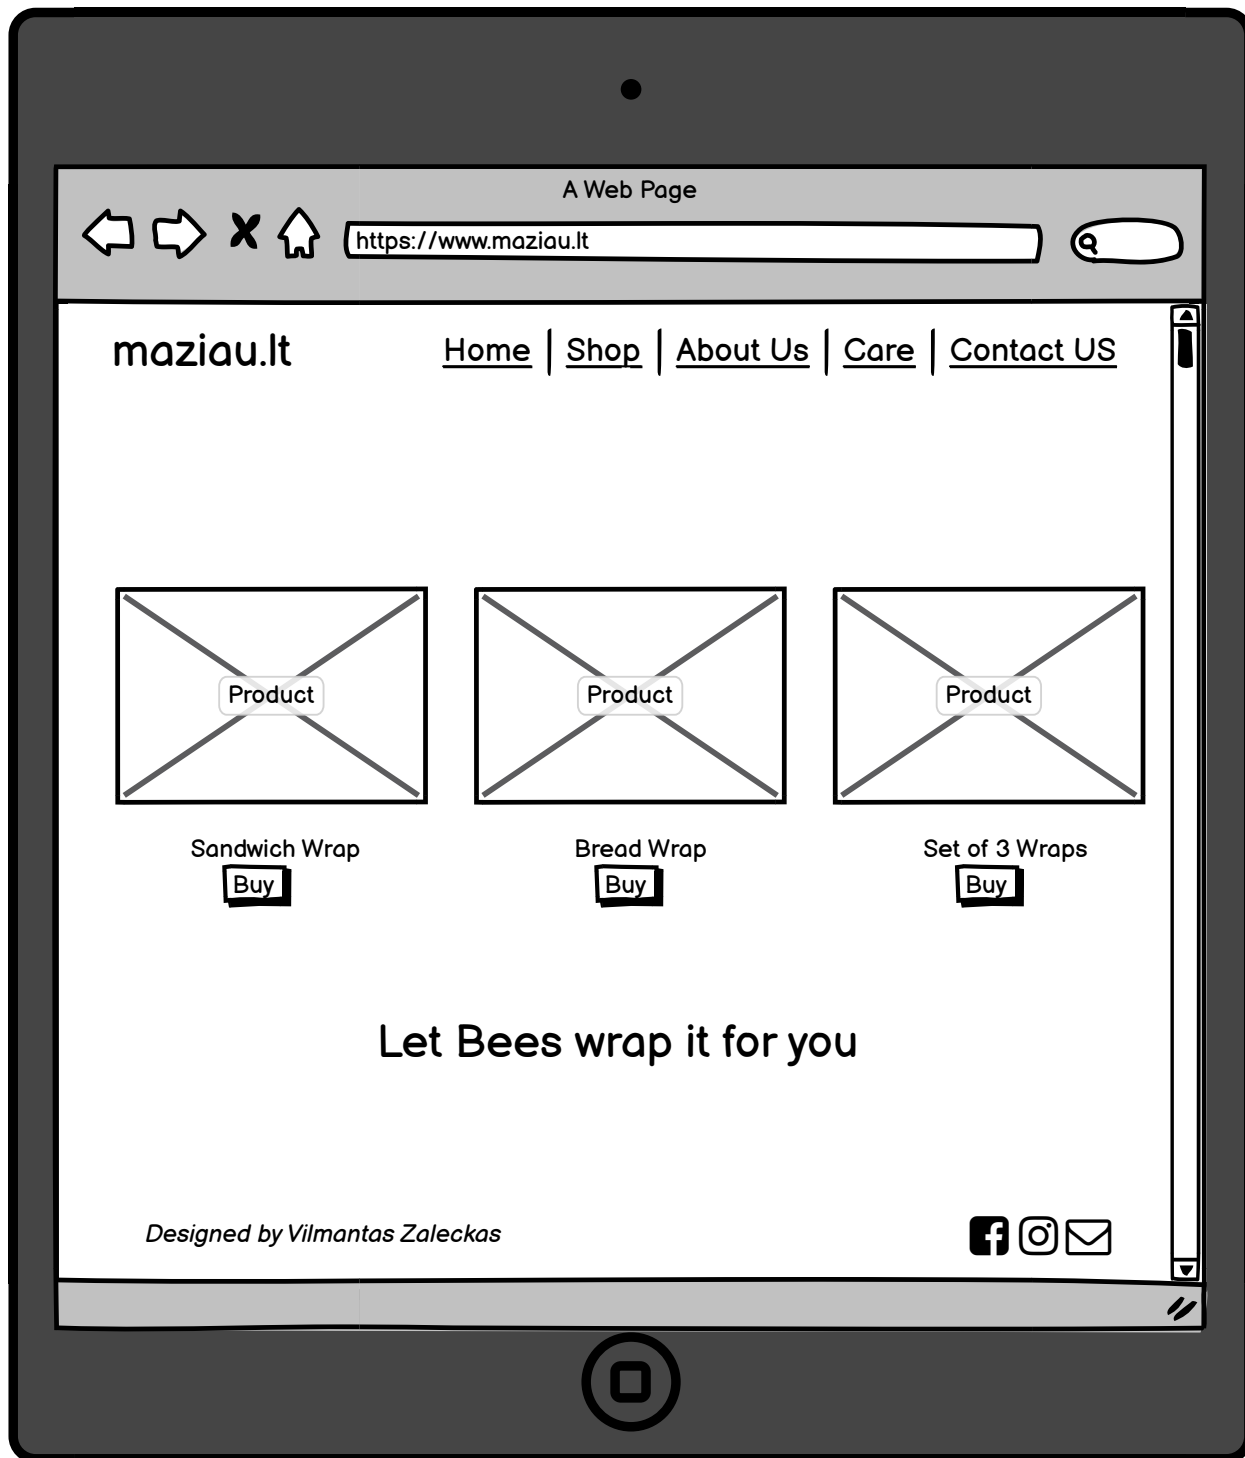 A Web Page
https://www.maziau.lt
maziau.lt
Home Shop About Us Care Contact US
Product Product Product
Sandwich Wrap Bread Wrap Set of 3 Wraps
Buy Buy Buy
Let Bees wrap it for you
Designed by Vilmantas Zaleckas